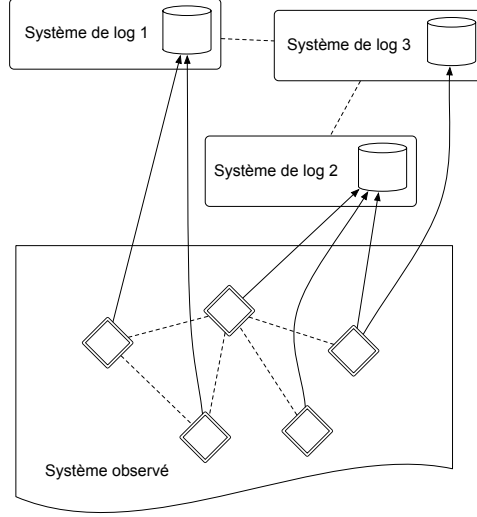 Système de log 1
Système de log 3
Système de log 2
Système observé